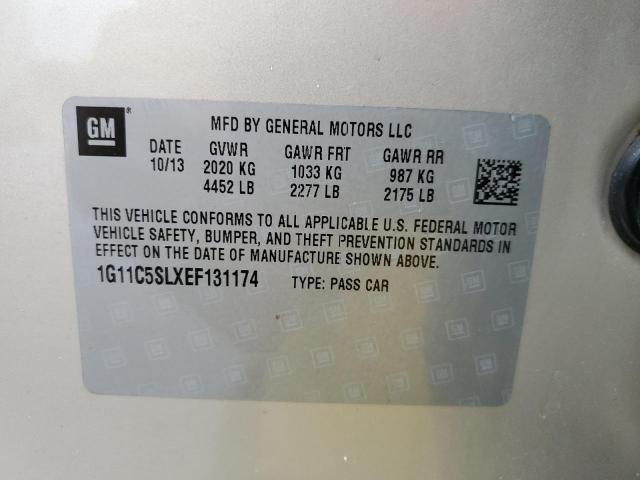 GM ®
MFD BY GENERAL MOTORS LLC
DATE GVWR GAWR FRT GAWR RR
10/13 2020 KG 1033 KG 987 KG
4452 LB 2277 LB 2175 LB
THIS VEHICLE CONFORMS TO ALL APPLICABLE U.S. FEDERAL MOTOR
VEHICLE SAFETY, BUMPER, AND THEFT PREVENTION STANDARDS IN
EFFECT ON THE DATE OF MANUFACTURE SHOWN ABOVE.
1G11C5SLXEF131174 TYPE: PASS CAR